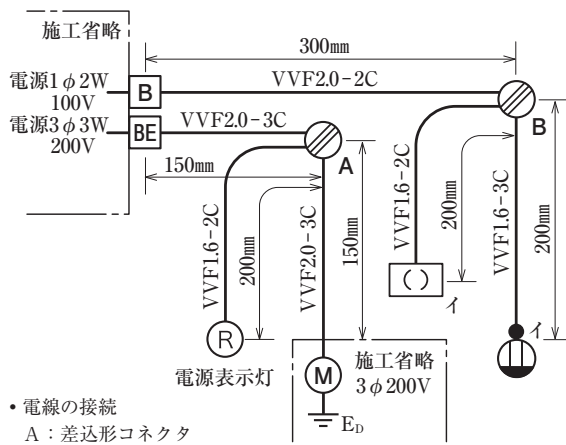 施工省略
300mm
電源1φ2W
100V
B
VVF2.0-2C
電源3φ3W
200V
BE
VVF2.0-3C
A
B
150mm
VVF1.6-2C
200mm
VVF2.0-3C
150mm
VVF1.6-2C
200mm
VVF1.6-3C
200mm
( )
イ
イ
R
電源表示灯
M
施工省略
3φ200V
ED
• 電線の接続
A:差込形コネクタ